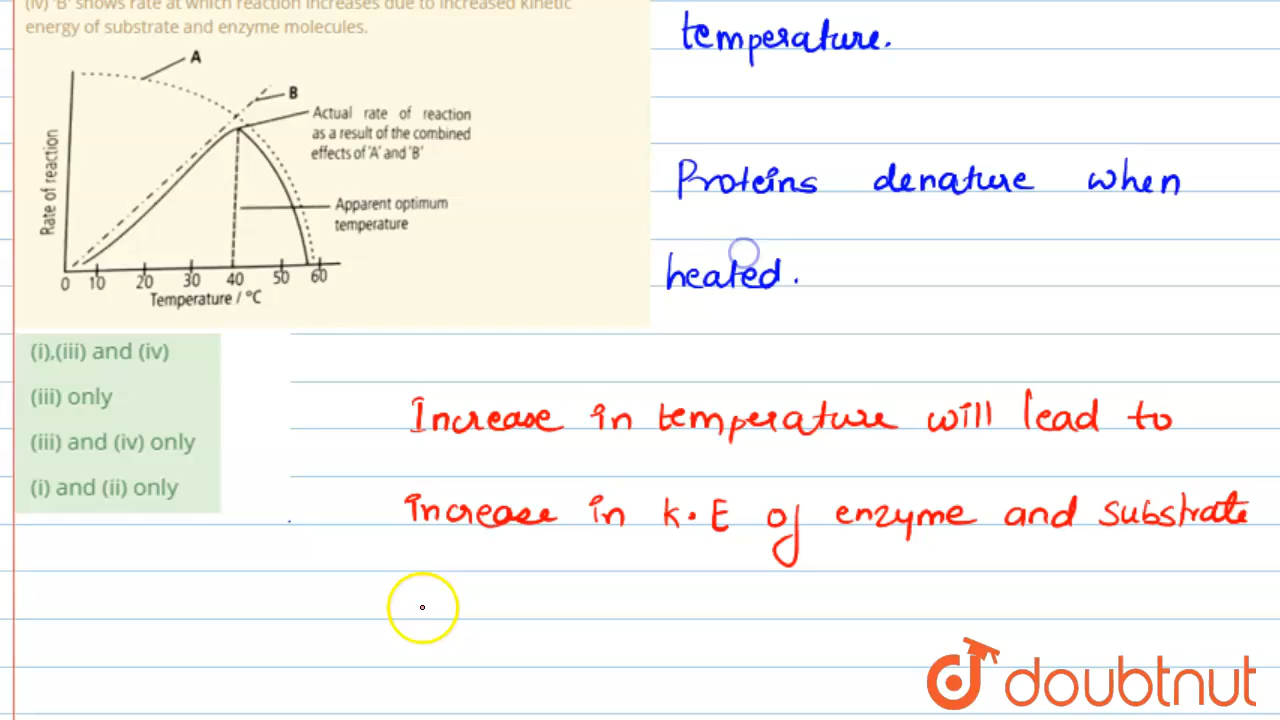 (iv) 'B' shows rate at which reaction increases due to increased kinetic
energy of substrate and enzyme molecules.
A
B
Actual rate of reaction
as a result of the combined
effects of 'A' and 'B'
Apparent optimum
temperature
Rate of reaction
0 10 20 30 40 50 60
Temperature / °C
(i),(iii) and (iv)
(iii) only
(iii) and (iv) only
(i) and (ii) only
temperature.
Proteins denature when
heated.
Increase in temperature will lead to
increase in K.E of enzyme and substrate
doubtnut